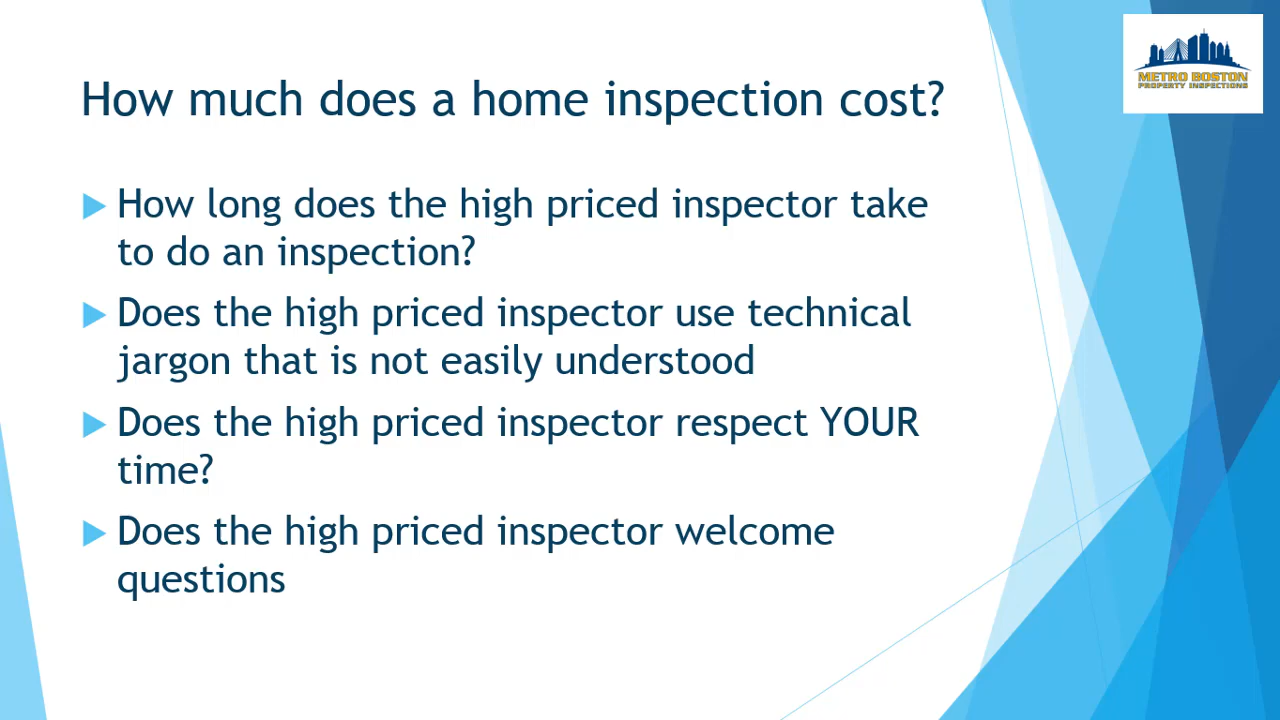 METRO BOSTON
PROPERTY INSPECTIONS
How much does a home inspection cost?
How long does the high priced inspector take
to do an inspection?
Does the high priced inspector use technical
jargon that is not easily understood
Does the high priced inspector respect YOUR
time?
Does the high priced inspector welcome
questions